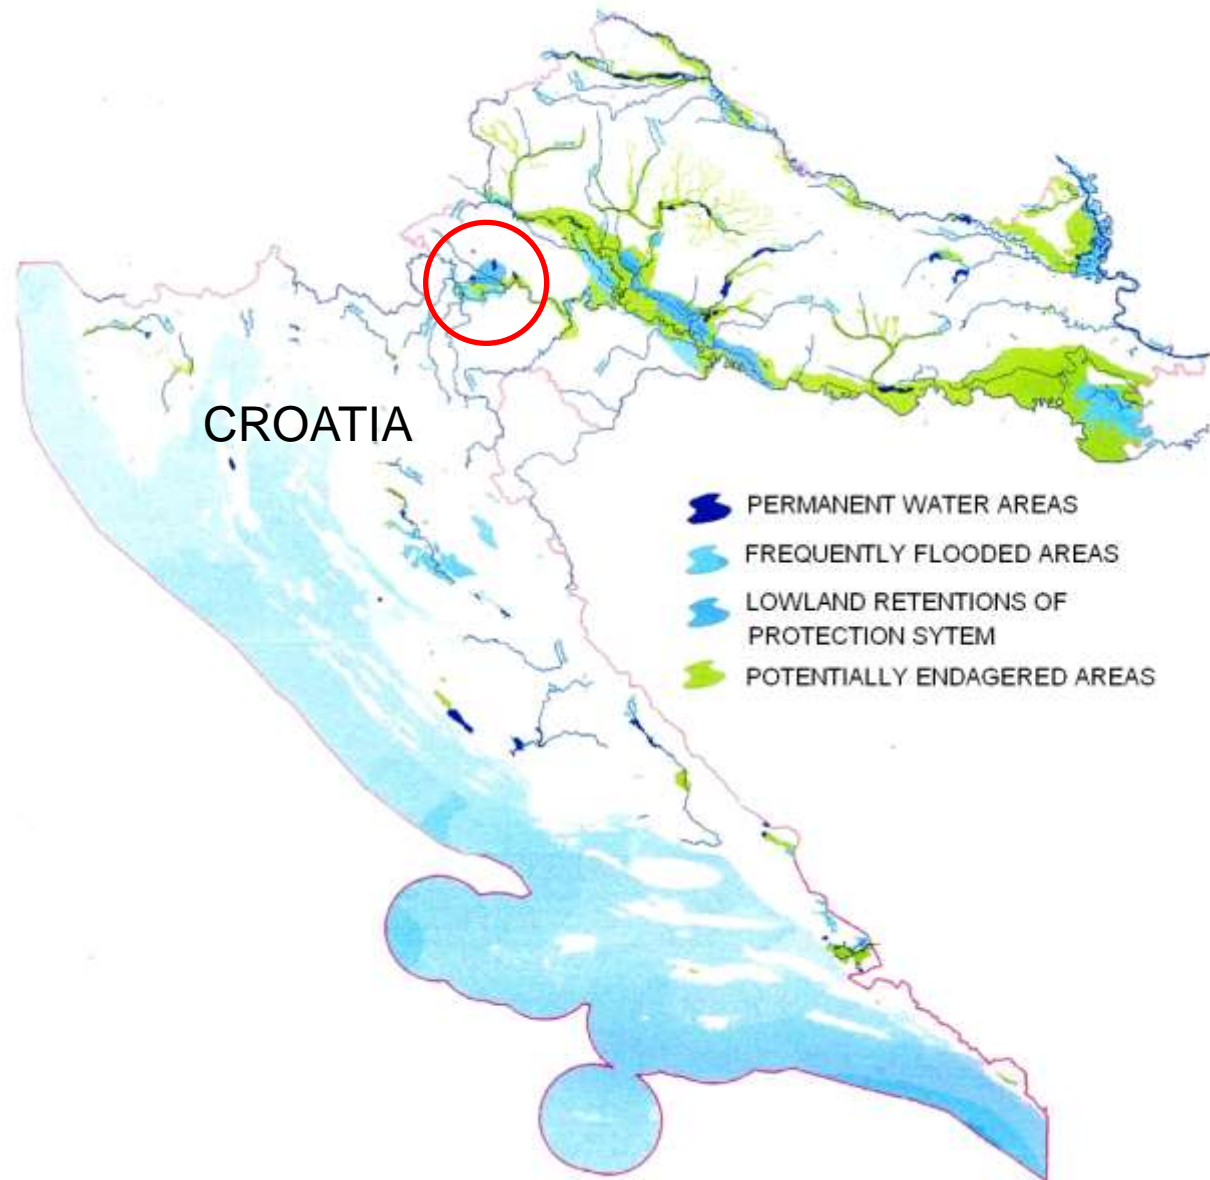 CROATIA
PERMANENT WATER AREAS
FREQUENTLY FLOODED AREAS
LOWLAND RETENTIONS OF
PROTECTION SYTEM
POTENTIALLY ENDAGERED AREAS